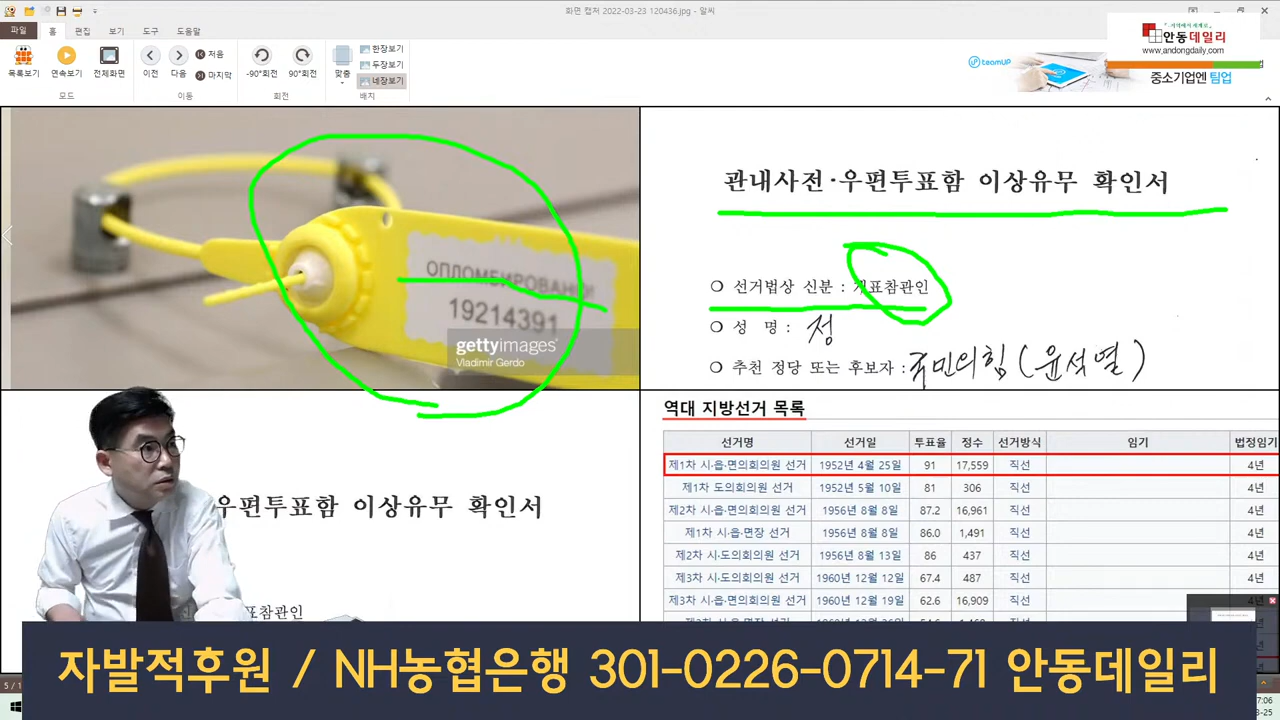 화면 캡처 2022-03-23 120436.jpg - 알씨
파일
홈
편집
보기
도구
도움말
목록보기
연속보기
전체화면
이전
다음
처음
마지막
-90°회전
90°회전
맞춤
한장보기
두장보기
네장보기
모드
이동
회전
배치
teamUP
중소기업엔 팀업
안동데일리
www.andongdaily.com
ОПЛОМБИРОВАНИ
19214391
gettyimages
Vladimir Gerdo
관내사전·우편투표함 이상유무 확인서
❍ 선거법상 신분 : 개표참관인
❍ 성 명 : 정
❍ 추천 정당 또는 후보자 : 국민의힘 (윤석열)
우편투표함 이상유무 확인서
표참관인
역대 지방선거 목록
선거명 선거일 투표율 정수 선거방식 임기 법정임기
제1차 시·읍·면의회의원 선거 1952년 4월 25일 91 17,559 직선 4년
제1차 도의회의원 선거 1952년 5월 10일 81 306 직선 4년
제2차 시·읍·면의회의원 선거 1956년 8월 8일 87.2 16,961 직선 4년
제1차 시·읍·면장 선거 1956년 8월 8일 86.0 1,491 직선 4년
제2차 시·도의회의원 선거 1956년 8월 13일 86 437 직선 4년
제3차 시·도의회의원 선거 1960년 12월 12일 67.4 487 직선 4년
제3차 시·읍·면의회의원 선거 1960년 12월 19일 62.6 16,909 직선 4년
자발적후원 / NH농협은행 301-0226-0714-71 안동데일리
5 / 1
7:06
3-25